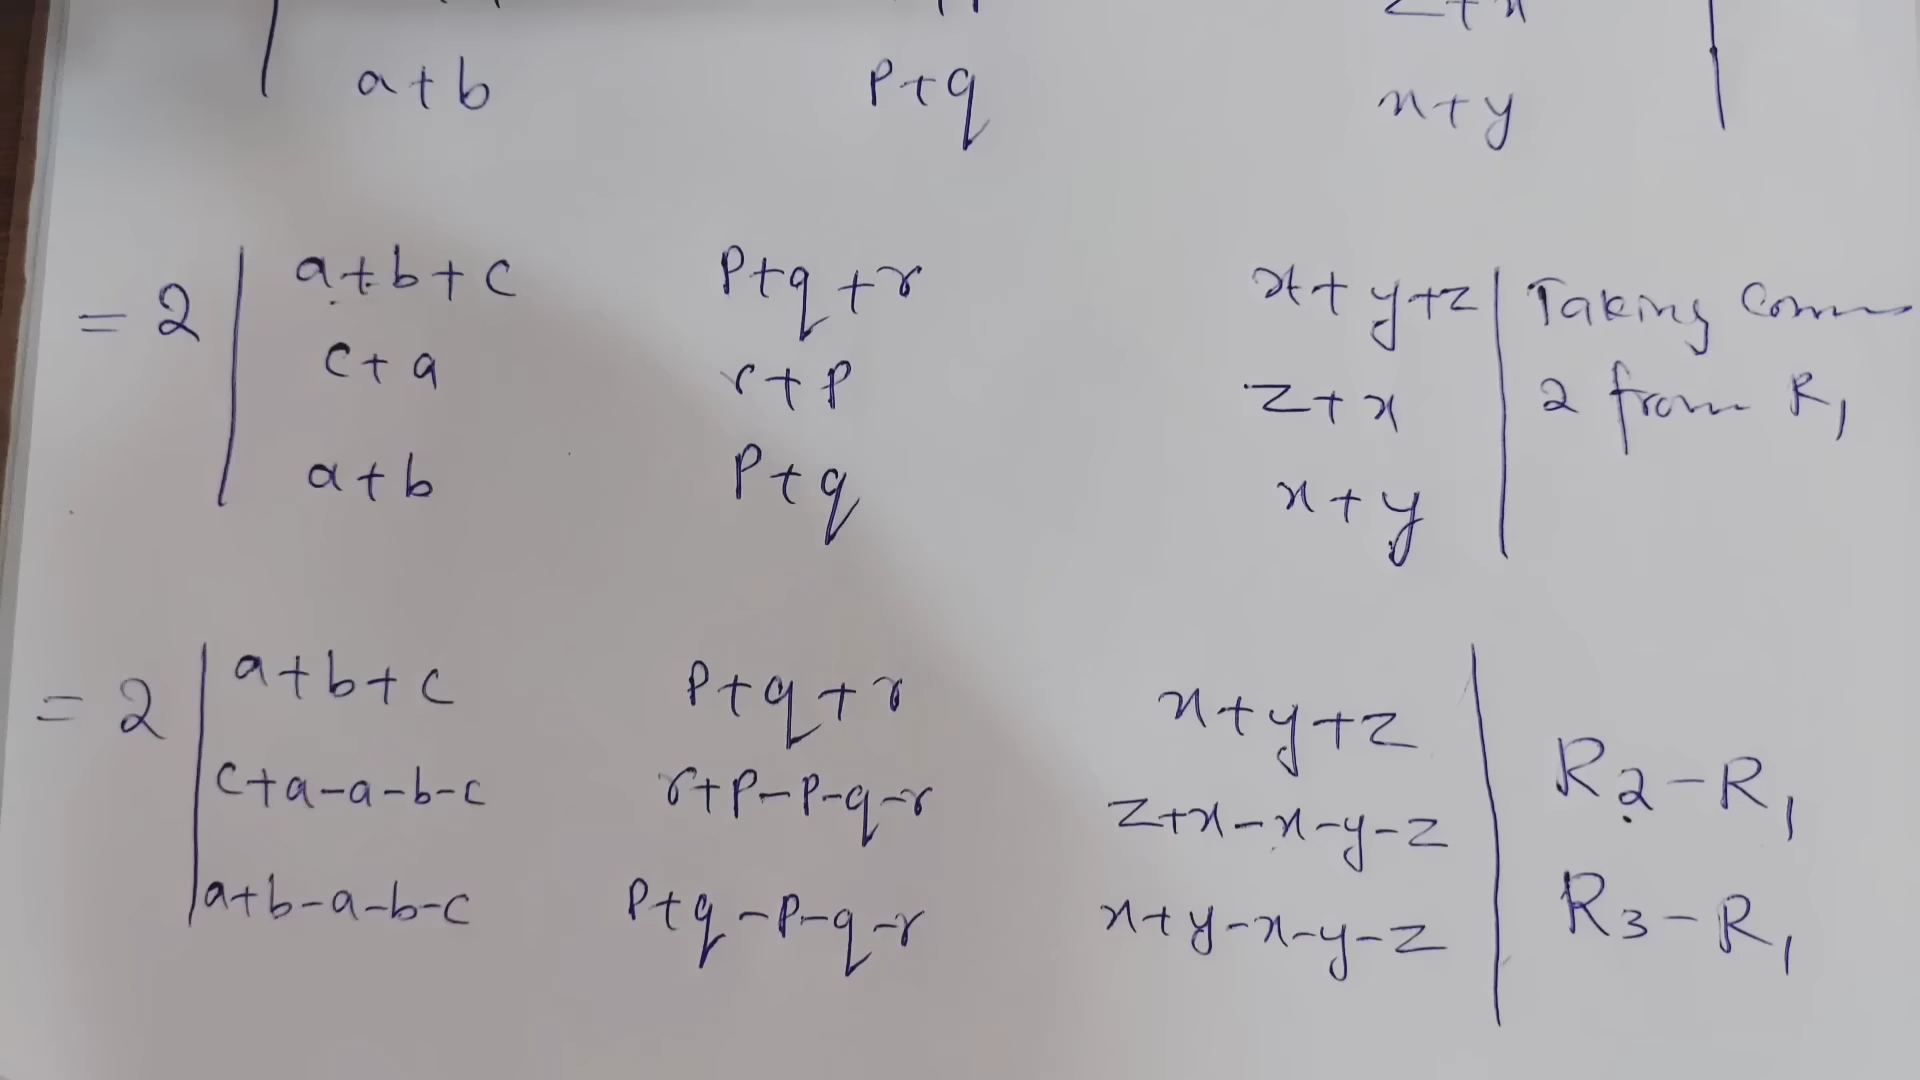 z+x
a+b p+q x+y
= 2 | a+b+c p+q+r x+y+z | Taking
c+a r+p z+x | 2 from R1
a+b p+q x+y
= 2 | a+b+c p+q+r x+y+z |
c+a-a-b-c r+p-p-q-r z+x-x-y-z | R2-R1
a+b-a-b-c p+q-p-q-r x+y-x-y-z | R3-R1